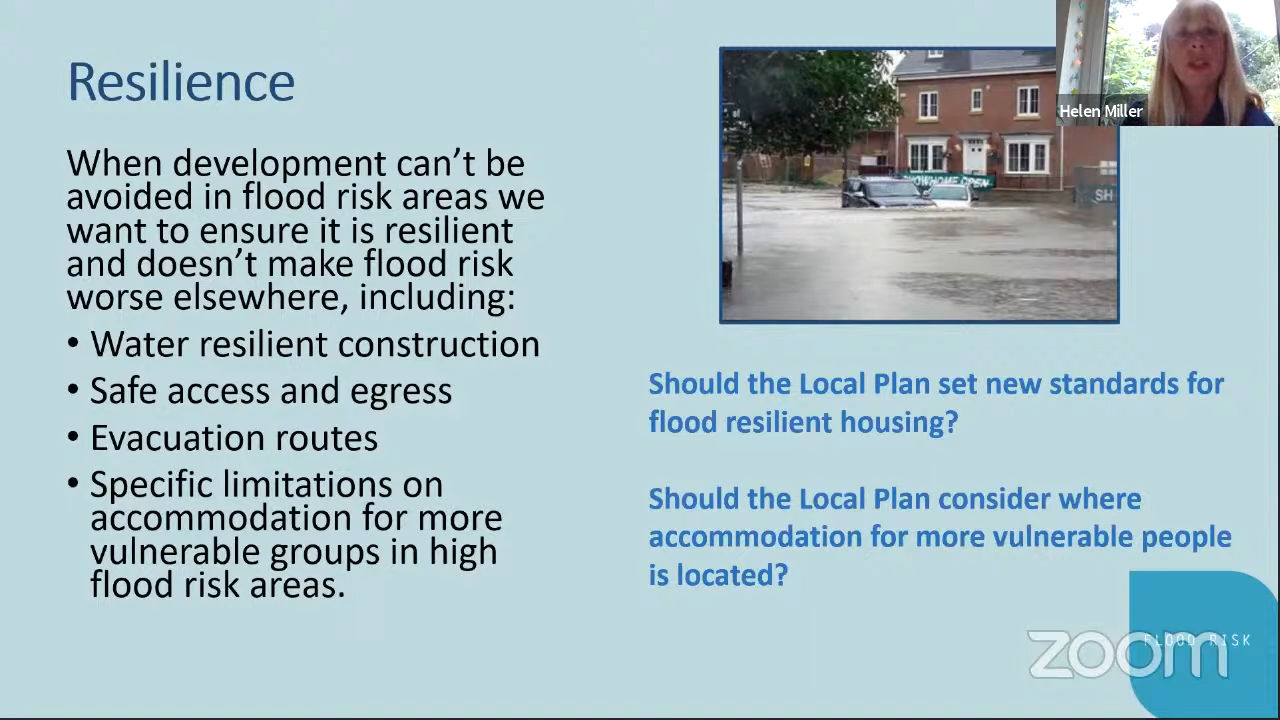 Resilience
When development can’t be
avoided in flood risk areas we
want to ensure it is resilient
and doesn’t make flood risk
worse elsewhere, including:
• Water resilient construction
• Safe access and egress
• Evacuation routes
• Specific limitations on
accommodation for more
vulnerable groups in high
flood risk areas.
Helen Miller
SHOWHOME OPEN
SH
Should the Local Plan set new standards for
flood resilient housing?
Should the Local Plan consider where
accommodation for more vulnerable people
is located?
FLOOD RISK
zoom